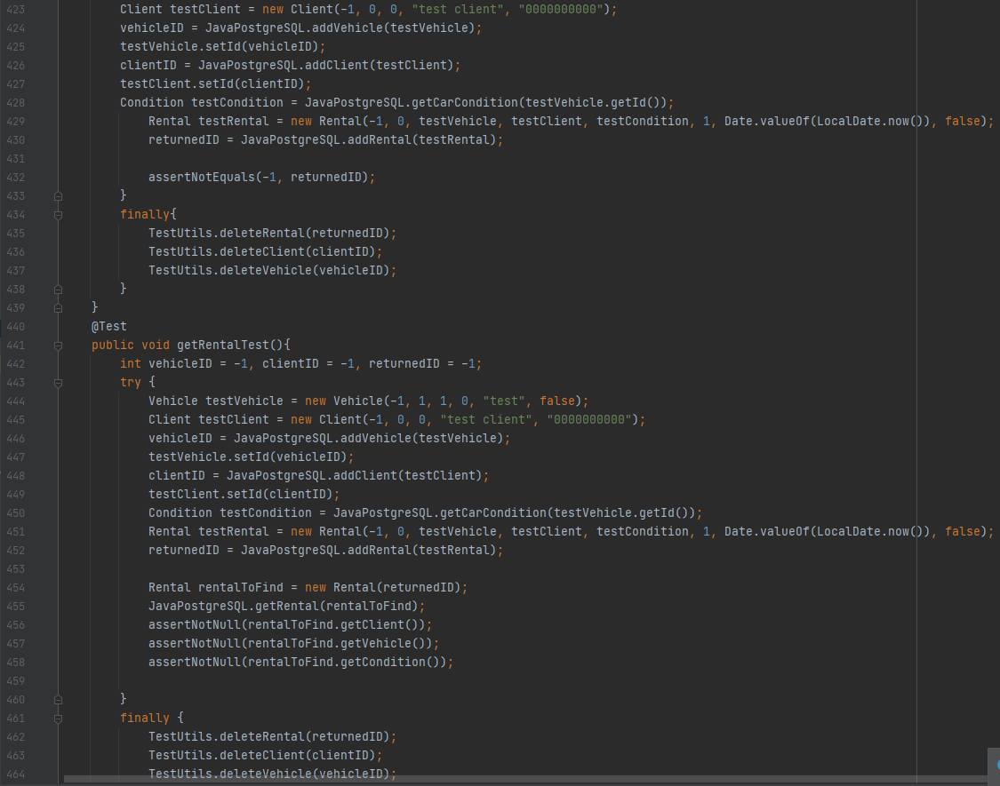 423 Client testClient = new Client(-1, 0, 0, "test client", "0000000000");
424 vehicleID = JavaPostgreSQL.addVehicle(testVehicle);
425 testVehicle.setId(vehicleID);
426 clientID = JavaPostgreSQL.addClient(testClient);
427 testClient.setId(clientID);
428 Condition testCondition = JavaPostgreSQL.getCarCondition(testVehicle.getId());
429 Rental testRental = new Rental(-1, 0, testVehicle, testClient, testCondition, 1, Date.valueOf(LocalDate.now()), false);
430 returnedID = JavaPostgreSQL.addRental(testRental);
431
432 assertNotEquals(-1, returnedID);
433 }
434 finally{
435 TestUtils.deleteRental(returnedID);
436 TestUtils.deleteClient(clientID);
437 TestUtils.deleteVehicle(vehicleID);
438 }
439 }
440 @Test
441 public void getRentalTest(){
442 int vehicleID = -1, clientID = -1, returnedID = -1;
443 try {
444 Vehicle testVehicle = new Vehicle(-1, 1, 1, 0, "test", false);
445 Client testClient = new Client(-1, 0, 0, "test client", "0000000000");
446 vehicleID = JavaPostgreSQL.addVehicle(testVehicle);
447 testVehicle.setId(vehicleID);
448 clientID = JavaPostgreSQL.addClient(testClient);
449 testClient.setId(clientID);
450 Condition testCondition = JavaPostgreSQL.getCarCondition(testVehicle.getId());
451 Rental testRental = new Rental(-1, 0, testVehicle, testClient, testCondition, 1, Date.valueOf(LocalDate.now()), false);
452 returnedID = JavaPostgreSQL.addRental(testRental);
453
454 Rental rentalToFind = new Rental(returnedID);
455 JavaPostgreSQL.getRental(rentalToFind);
456 assertNotNull(rentalToFind.getClient());
457 assertNotNull(rentalToFind.getVehicle());
458 assertNotNull(rentalToFind.getCondition());
459
460 }
461 finally {
462 TestUtils.deleteRental(returnedID);
463 TestUtils.deleteClient(clientID);
464 TestUtils.deleteVehicle(vehicleID);